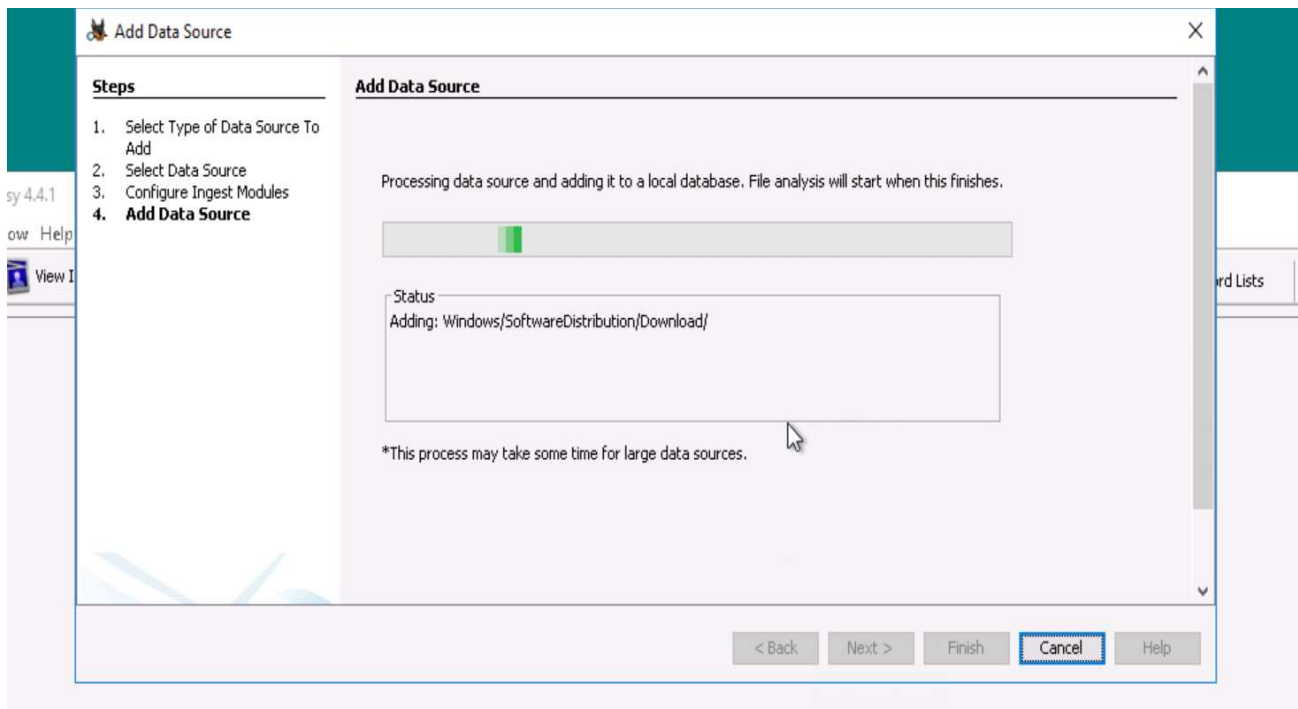 Add Data Source
Steps
1. Select Type of Data Source To
Add
2. Select Data Source
3. Configure Ingest Modules
4. Add Data Source
Add Data Source
Processing data source and adding it to a local database. File analysis will start when this finishes.
Status
Adding: Windows/SoftwareDistribution/Download/
*This process may take some time for large data sources.
< Back Next > Finish Cancel Help
sy 4.4.1
ow Help
View I
rd Lists